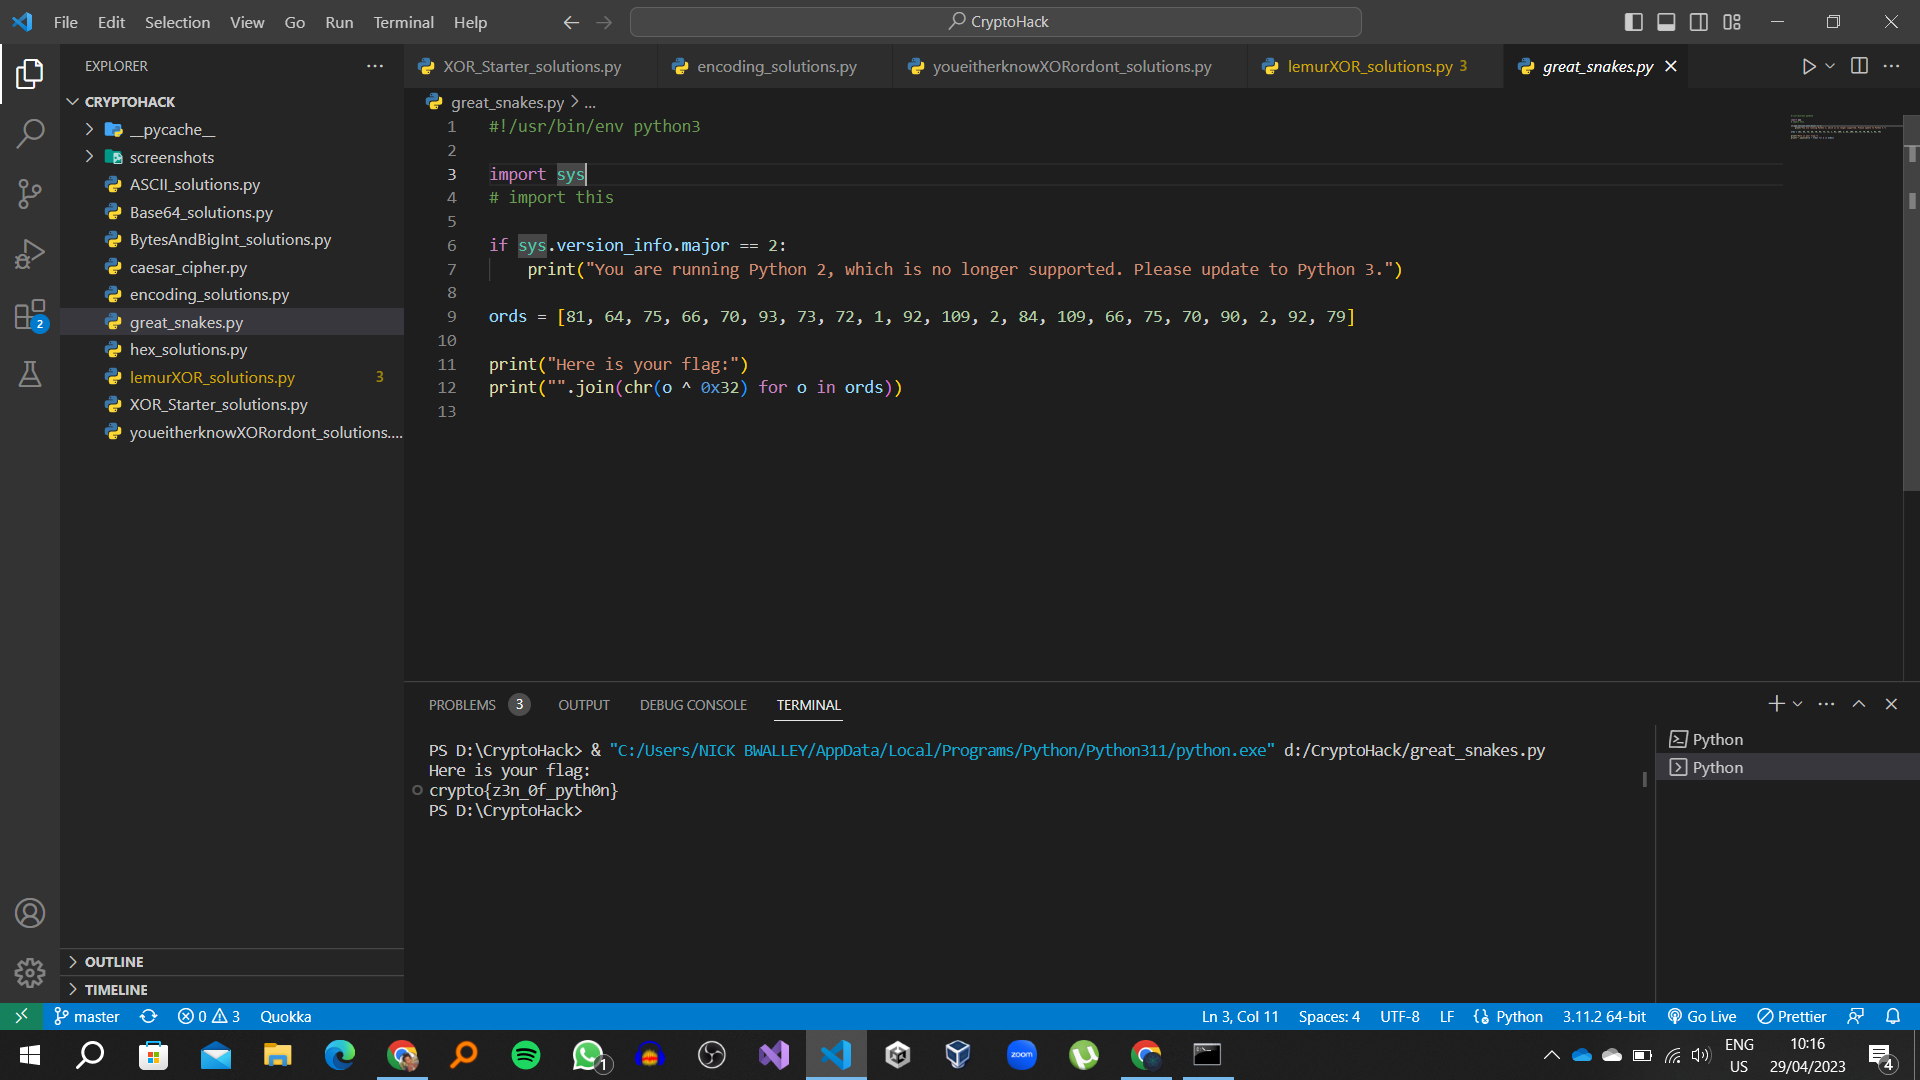 File Edit Selection View Go Run Terminal Help
CryptoHack
EXPLORER
CRYPTOHACK
__pycache__
screenshots
ASCII_solutions.py
Base64_solutions.py
BytesAndBigInt_solutions.py
caesar_cipher.py
encoding_solutions.py
great_snakes.py
hex_solutions.py
lemurXOR_solutions.py 3
XOR_Starter_solutions.py
youeitherknowXORordont_solutions....
OUTLINE
TIMELINE
2
XOR_Starter_solutions.py encoding_solutions.py youeitherknowXORordont_solutions.py lemurXOR_solutions.py 3 great_snakes.py
great_snakes.py > ...
1 #!/usr/bin/env python3
2
3 import sys
4 # import this
5
6 if sys.version_info.major == 2:
7 print("You are running Python 2, which is no longer supported. Please update to Python 3.")
8
9 ords = [81, 64, 75, 66, 70, 93, 73, 72, 1, 92, 109, 2, 84, 109, 66, 75, 70, 90, 2, 92, 79]
10
11 print("Here is your flag:")
12 print("".join(chr(o ^ 0x32) for o in ords))
13
PROBLEMS 3 OUTPUT DEBUG CONSOLE TERMINAL
PS D:\CryptoHack> & "C:/Users/NICK BWALLEY/AppData/Local/Programs/Python/Python311/python.exe" d:/CryptoHack/great_snakes.py
Here is your flag:
crypto{z3n_0f_pyth0n}
PS D:\CryptoHack>
Python
Python
master 0 3 Quokka
Ln 3, Col 11 Spaces: 4 UTF-8 LF Python 3.11.2 64-bit Go Live Prettier
zoom
1
ENG
US
10:16
29/04/2023
4